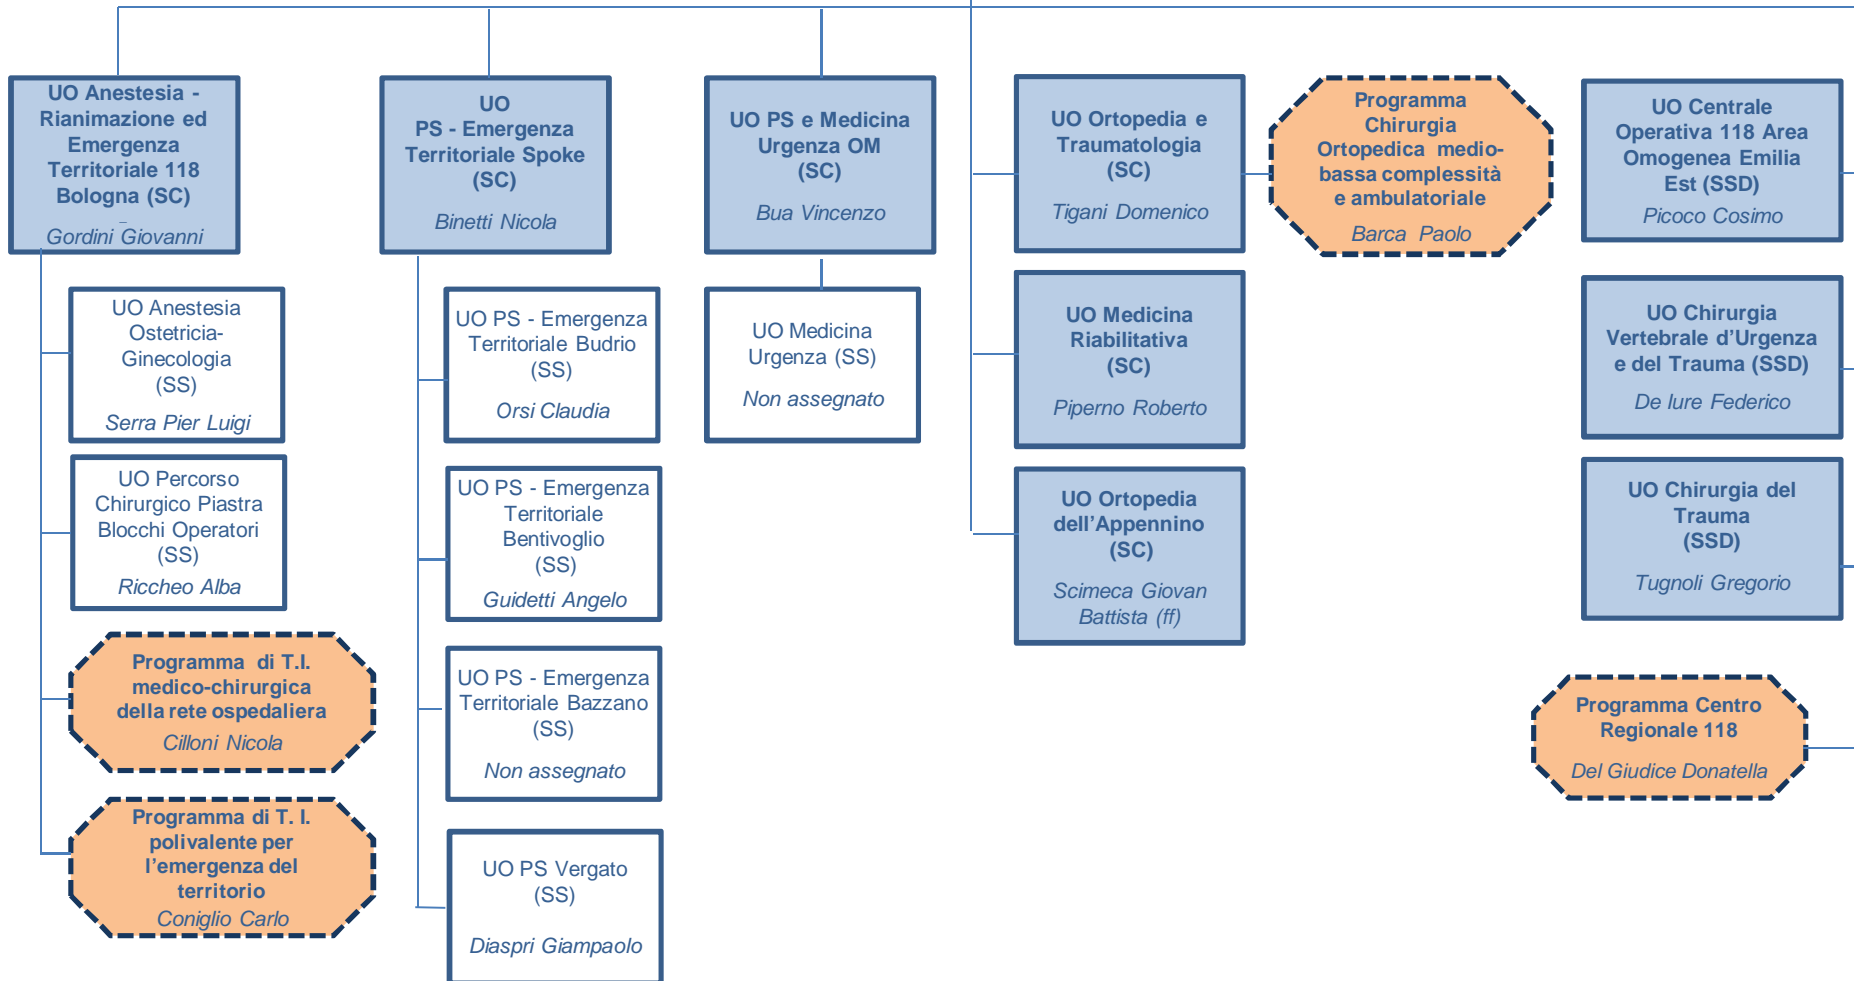 UO Anestesia -
Rianimazione ed
Emergenza
Territoriale 118
Bologna (SC)
Gordini Giovanni
UO Anestesia
Ostetricia-
Ginecologia
(SS)
Serra Pier Luigi
UO Percorso
Chirurgico Piastra
Blocchi Operatori
(SS)
Riccheo Alba
Programma di T.I.
medico-chirurgica
della rete ospedaliera
Cilloni Nicola
Programma di T. I.
polivalente per
l'emergenza del
territorio
Coniglio Carlo
UO
PS - Emergenza
Territoriale Spoke
(SC)
Binetti Nicola
UO PS - Emergenza
Territoriale Budrio
(SS)
Orsi Claudia
UO PS - Emergenza
Territoriale
Bentivoglio
(SS)
Guidetti Angelo
UO PS - Emergenza
Territoriale Bazzano
(SS)
Non assegnato
UO PS Vergato
(SS)
Diaspri Giampaolo
UO PS e Medicina
Urgenza OM
(SC)
Bua Vincenzo
UO Medicina
Urgenza (SS)
Non assegnato
UO Ortopedia e
Traumatologia
(SC)
Tigani Domenico
Programma
Chirurgia
Ortopedica medio-
bassa complessità
e ambulatoriale
Barca Paolo
UO Medicina
Riabilitativa
(SC)
Piperno Roberto
UO Ortopedia
dell'Appennino
(SC)
Scimeca Giovan
Battista (ff)
UO Centrale
Operativa 118 Area
Omogenea Emilia
Est (SSD)
Picoco Cosimo
UO Chirurgia
Vertebrale d'Urgenza
e del Trauma (SSD)
De Iure Federico
UO Chirurgia del
Trauma
(SSD)
Tugnoli Gregorio
Programma Centro
Regionale 118
Del Giudice Donatella